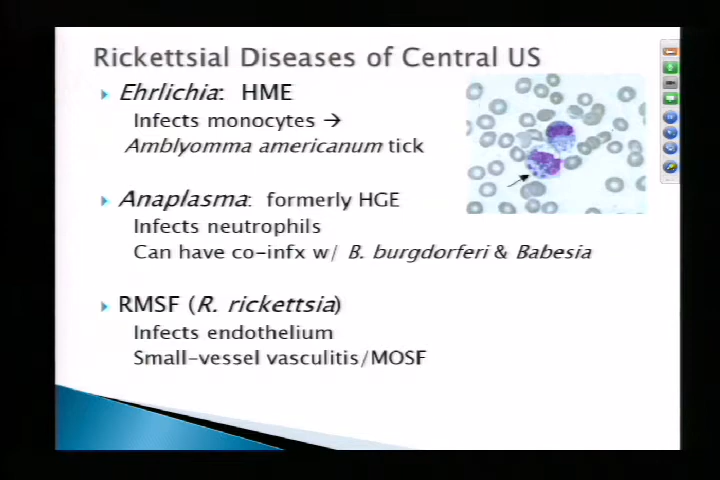 Rickettsial Diseases of Central US
Ehrlichia: HME
Infects monocytes →
Amblyomma americanum tick
Anaplasma: formerly HGE
Infects neutrophils
Can have co-infx w/ B. burgdorferi & Babesia
RMSF (R. rickettsia)
Infects endothelium
Small-vessel vasculitis/MOSF